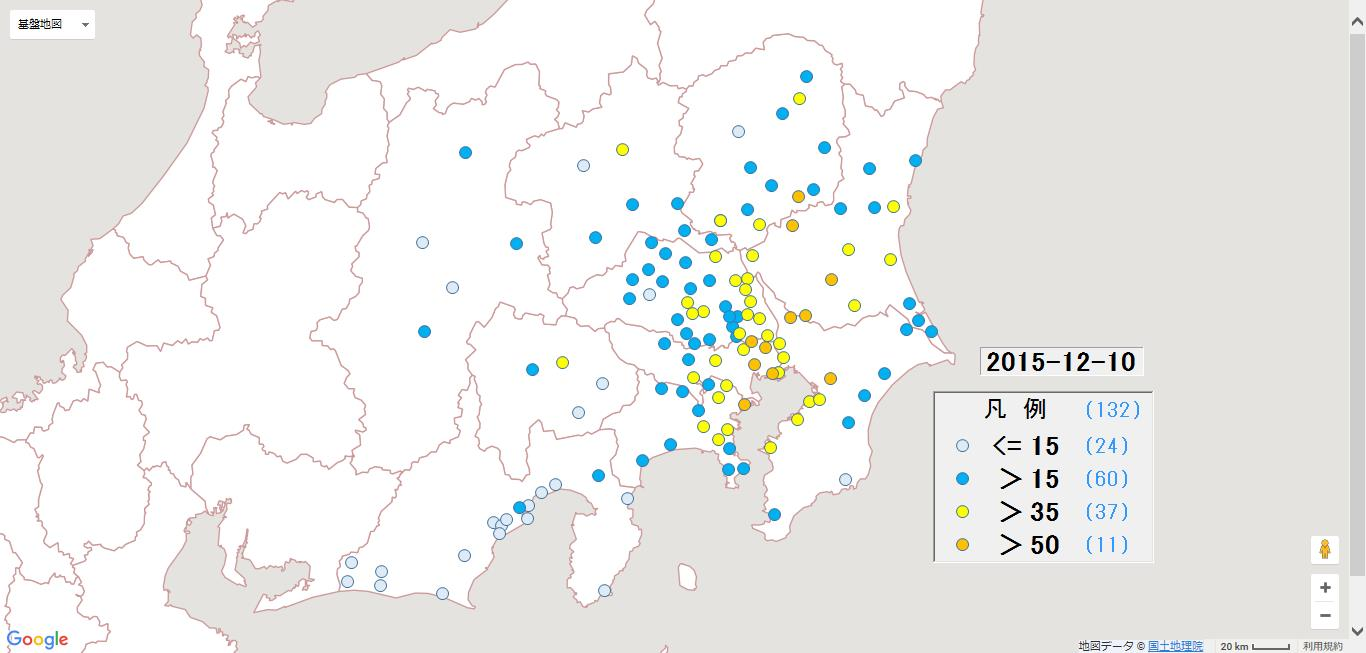 基盤地図
2015-12-10
凡 例 (132)
<= 15 (24)
> 15 (60)
> 35 (37)
> 50 (11)
Google
地図データ © 国土地理院 20 km 利用規約